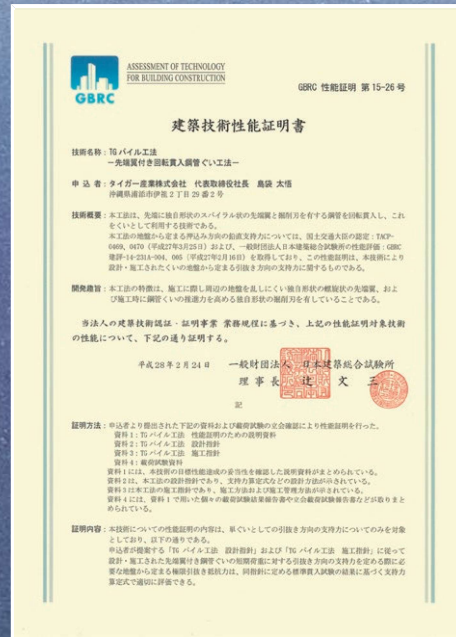 ASSESSMENT OF TECHNOLOGY
FOR BUILDING CONSTRUCTION
GBRC
GBRC 性能証明 第 15-26 号
建築技術性能証明書
技術名称：TG パイル工法
－先端翼付き回転貫入鋼管ぐい工法－
申 込 者：タイガー産業株式会社 代表取締役社長 島袋 太悟
沖縄県浦添市伊祖 2 丁目 29 番 2 号
技術概要：本工法は、先端に独自形状のスパイラル状の先端翼と掘削刃を有する鋼管を回転貫入し、これ
をくいとして利用する技術である。
本工法の地盤から定まる押込み方向の鉛直支持力については、国土交通大臣の認定：TACP-
0469、0470（平成27年3月25日）および、一般財団法人日本建築総合試験所の性能評価：GBRC
建評-14-231A-004、005（平成27年2月16日）を取得しており、この性能証明は、本技術により
設計・施工されたくいの地盤から定まる引抜き方向の支持力に関するものである。
開発趣旨：本工法の特徴は、施工に際し周辺の地盤を乱しにくい独自形状の螺旋状の先端翼、およ
び施工時に鋼管くいの推進力を高める独自形状の掘削刃を有していることである。
当法人の建築技術認証・証明事業 業務規程に基づき、上記の性能証明対象技術
の性能について、下記の通り証明する。
平成28年2月24日 一般財団法人 日本建築総合試験所
理 事 長 辻 文 三
記
証明方法：申込者より提出された下記の資料および載荷試験の立会確認により性能証明を行った。
資料 1：TG パイル工法 性能証明のための説明資料
資料 2：TG パイル工法 設計指針
資料 3：TG パイル工法 施工指針
資料 4：載荷試験資料
資料 1 には、本技術の目標性能達成の妥当性を確認した説明資料がまとめられている。
資料 2 は、本工法の設計指針であり、支持力算定式などの設計方法が示されている。
資料 3 は本工法の施工指針であり、施工方法および施工管理方法が示されている。
資料 4 には、資料 1 で用いた個々の載荷試験結果報告書や立会載荷試験報告書などが取りまと
められている。
証明内容：本技術についての性能証明の内容は、単ぐいとしての引抜き方向の支持力についてのみを対象
としており、以下の通りである。
申込者が提案する「TG パイル工法 設計指針」および「TG パイル工法 施工指針」に従って
設計・施工された先端翼付き鋼管ぐいの短期荷重に対する引抜き方向の支持力を定める際に必
要な地盤から定まる極限引抜き抵抗力は、同指針に定める標準貫入試験の結果に基づく支持力
算定式で適切に評価できる。